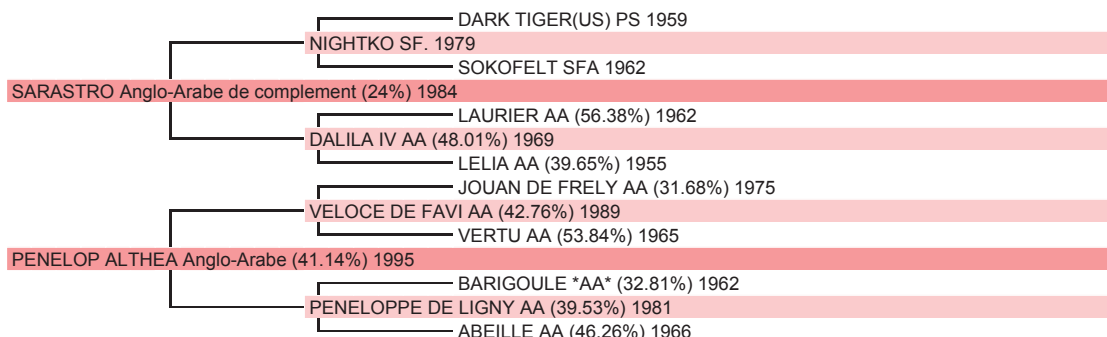 DARK TIGER(US) PS 1959
NIGHTKO SF. 1979
SOKOFELT SFA 1962
SARASTRO Anglo-Arabe de complement (24%) 1984
LAURIER AA (56.38%) 1962
DALILA IV AA (48.01%) 1969
LELIA AA (39.65%) 1955
JOUAN DE FRELY AA (31.68%) 1975
VELOCE DE FAVI AA (42.76%) 1989
VERTU AA (53.84%) 1965
PENELOP ALTHEA Anglo-Arabe (41.14%) 1995
BARIGOULE *AA* (32.81%) 1962
PENELOPPE DE LIGNY AA (39.53%) 1981
ABEILLE AA (46.26%) 1966